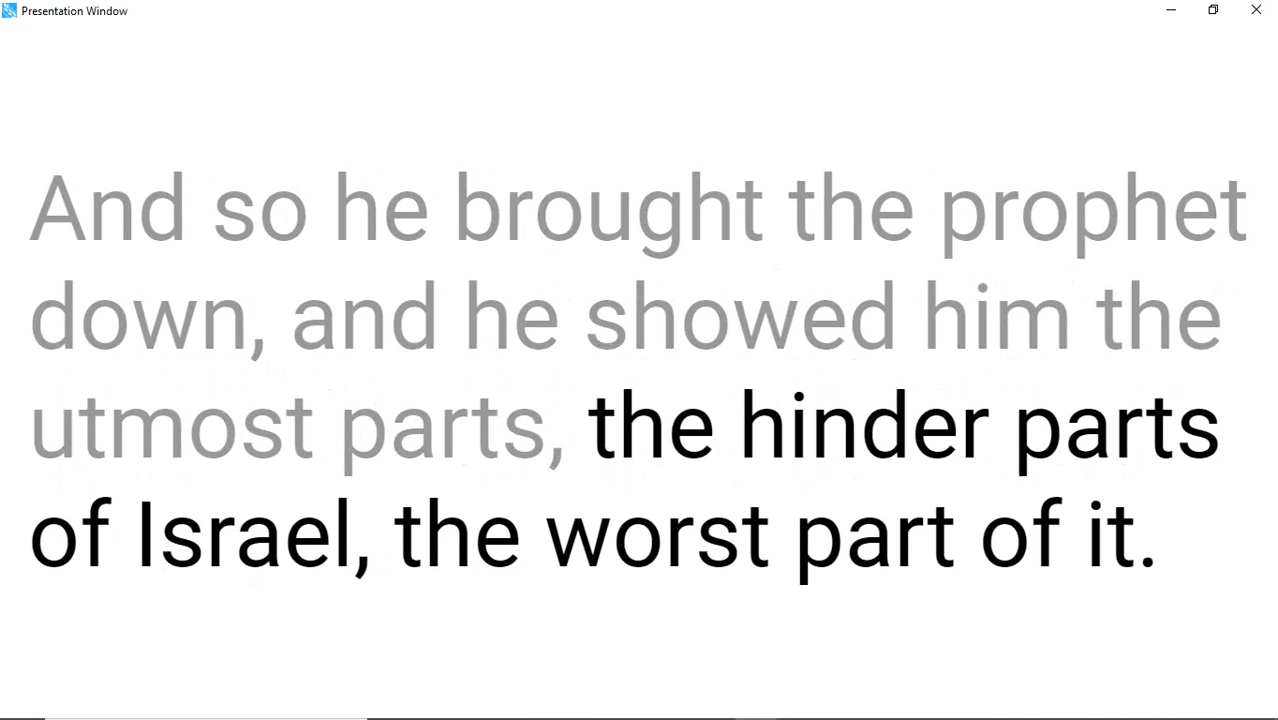 Presentation Window
And so he brought the prophet
down, and he showed him the
utmost parts, the hinder parts
of Israel, the worst part of it.